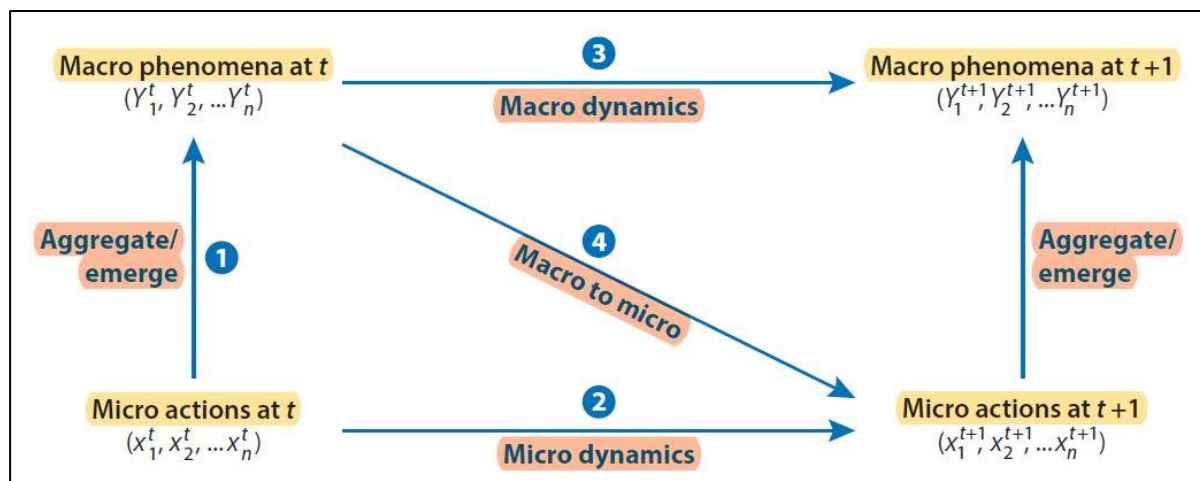 3
Macro phenomena at t
Macro phenomena at t+1
(Y₁ᵗ, Y₂ᵗ, ...Yₙᵗ)
Macro dynamics
(Y₁ᵗ⁺¹, Y₂ᵗ⁺¹, ...Yₙᵗ⁺¹)
Aggregate/
emerge
1
4
Macro to micro
Aggregate/
emerge
2
Micro actions at t
Micro actions at t+1
(x₁ᵗ, x₂ᵗ, ...xₙᵗ)
Micro dynamics
(x₁ᵗ⁺¹, x₂ᵗ⁺¹, ...xₙᵗ⁺¹)